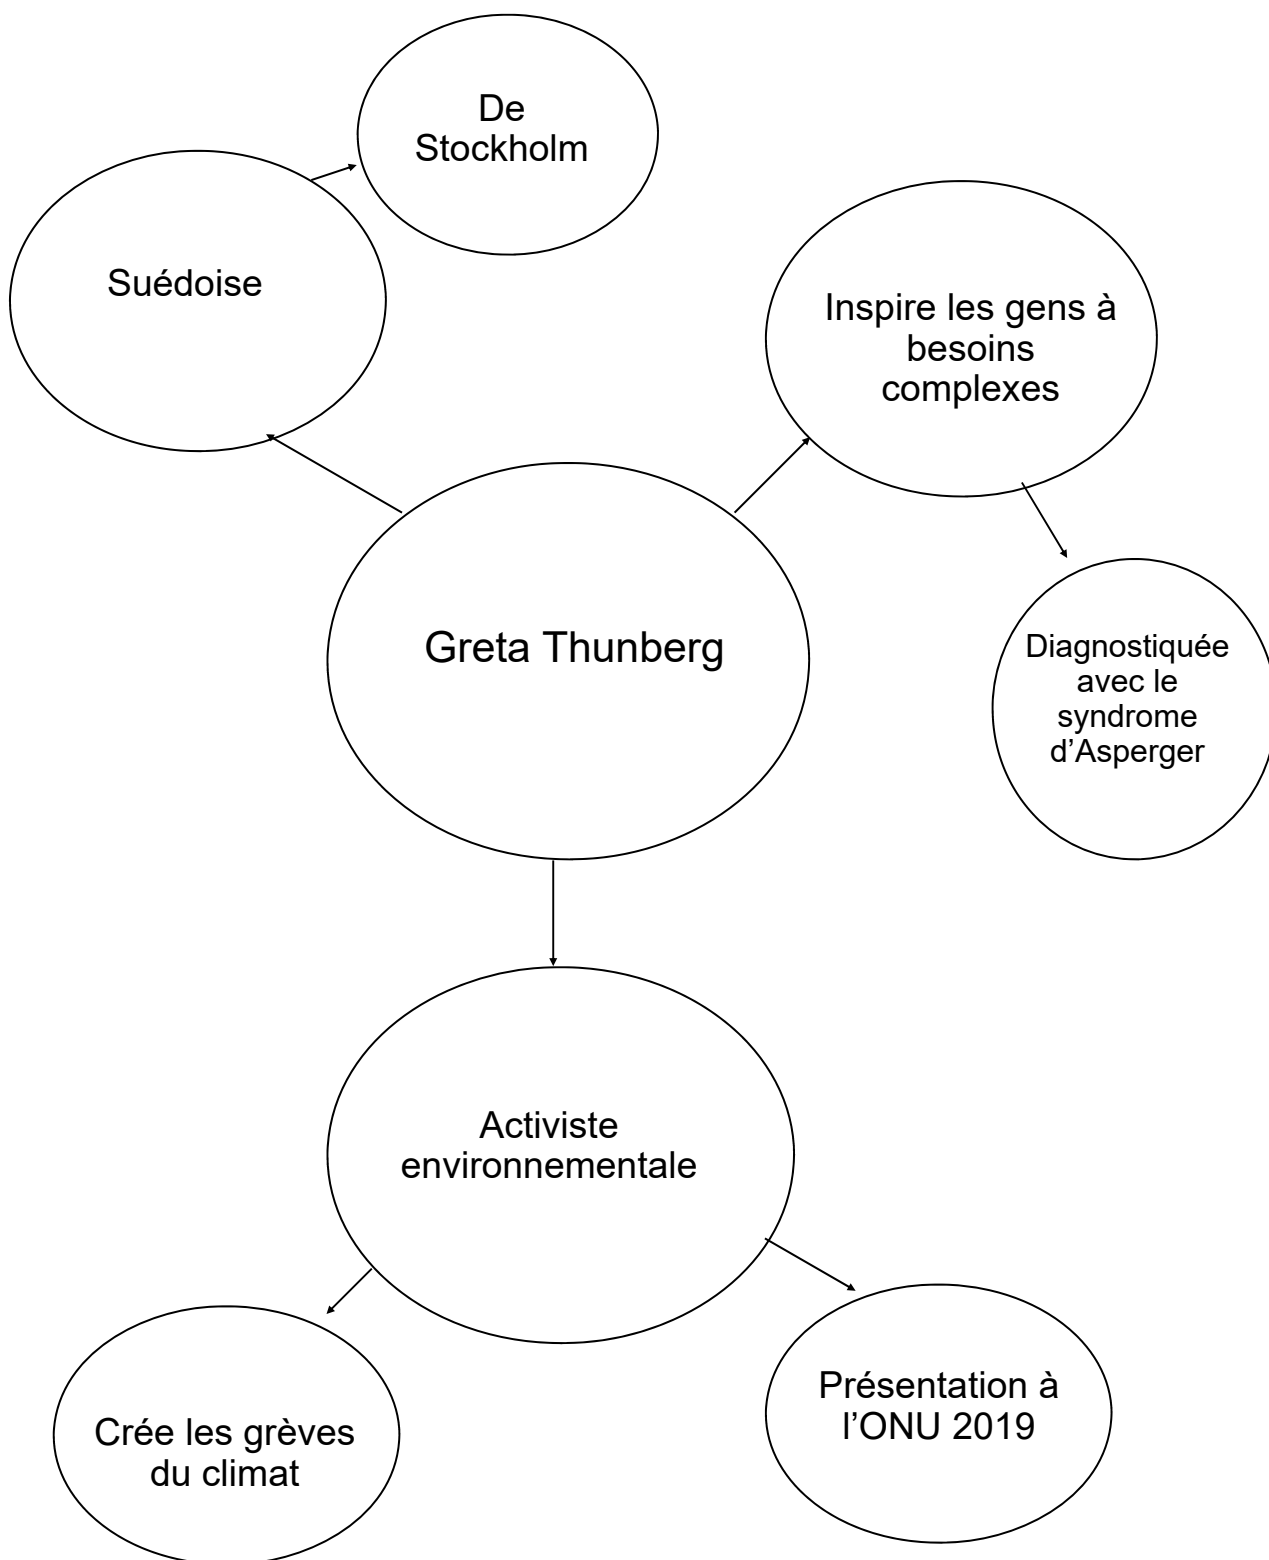 De
Stockholm
Suédoise
Inspire les gens à
besoins
complexes
Greta Thunberg
Diagnostiquée
avec le
syndrome
d’Asperger
Activiste
environnementale
Présentation à
l’ONU 2019
Crée les grèves
du climat